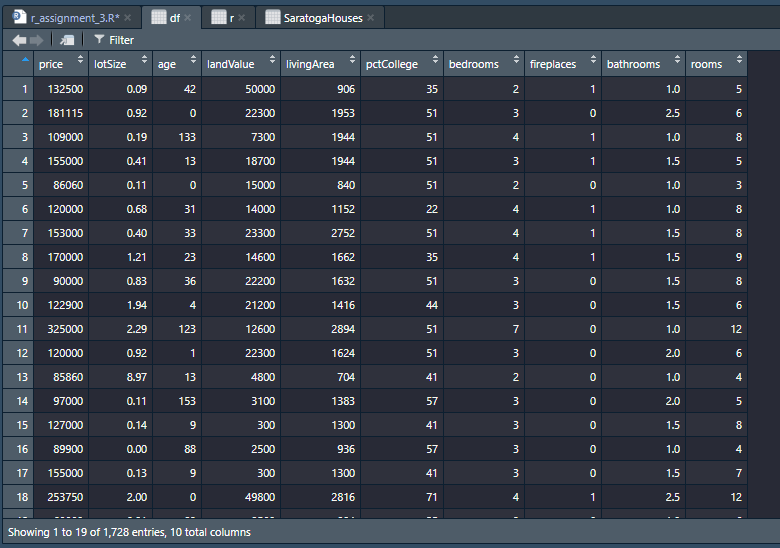 r_assignment_3.R* × df × r × SaratogaHouses ×
Filter
price lotSize age landValue livingArea pctCollege bedrooms fireplaces bathrooms rooms
1 132500 0.09 42 50000 906 35 2 1 1.0 5
2 181115 0.92 0 22300 1953 51 3 0 2.5 6
3 109000 0.19 133 7300 1944 51 4 1 1.0 8
4 155000 0.41 13 18700 1944 51 3 1 1.5 5
5 86060 0.11 0 15000 840 51 2 0 1.0 3
6 120000 0.68 31 14000 1152 22 4 1 1.0 8
7 153000 0.40 33 23300 2752 51 4 1 1.5 8
8 170000 1.21 23 14600 1662 35 4 1 1.5 9
9 90000 0.83 36 22200 1632 51 3 0 1.5 8
10 122900 1.94 4 21200 1416 44 3 0 1.5 6
11 325000 2.29 123 12600 2894 51 7 0 1.0 12
12 120000 0.92 1 22300 1624 51 3 0 2.0 6
13 85860 8.97 13 4800 704 41 2 0 1.0 4
14 97000 0.11 153 3100 1383 57 3 0 2.0 5
15 127000 0.14 9 300 1300 41 3 0 1.5 8
16 89900 0.00 88 2500 936 57 3 0 1.0 4
17 155000 0.13 9 300 1300 41 3 0 1.5 7
18 253750 2.00 0 49800 2816 71 4 1 2.5 12
Showing 1 to 19 of 1,728 entries, 10 total columns